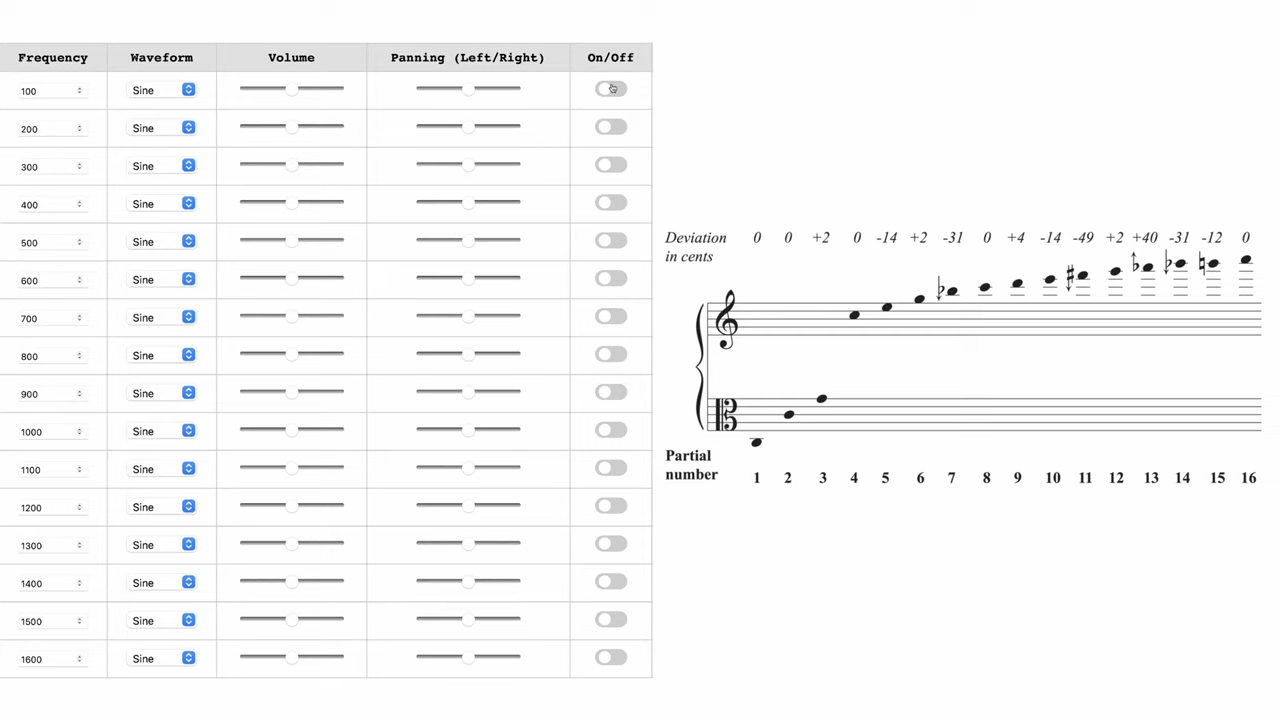 Frequency Waveform Volume Panning (Left/Right) On/Off
100 Sine
200 Sine
300 Sine
400 Sine
500 Sine
600 Sine
700 Sine
800 Sine
900 Sine
1000 Sine
1100 Sine
1200 Sine
1300 Sine
1400 Sine
1500 Sine
1600 Sine
Deviation 0 0 +2 0 -14 +2 -31 0 +4 -14 -49 +2 +40 -31 -12 0
in cents
Partial
number 1 2 3 4 5 6 7 8 9 10 11 12 13 14 15 16